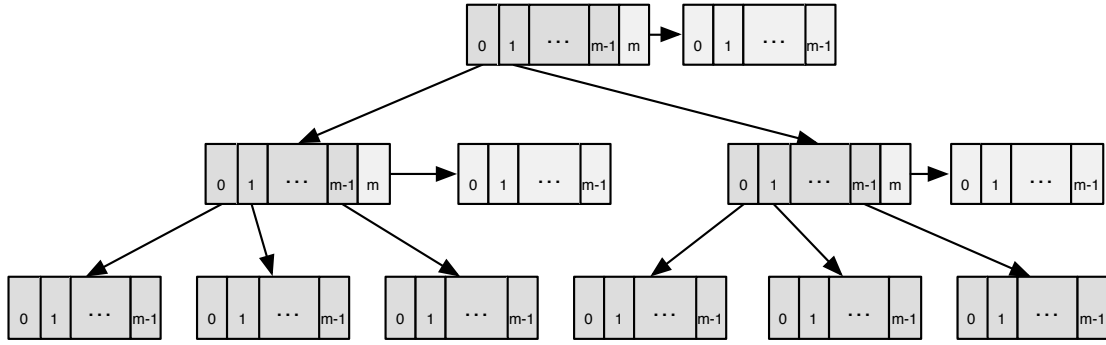 0 1 ... m-1 m 0 1 ... m-1
0 1 ... m-1 m 0 1 ... m-1 0 1 ... m-1 m 0 1 ... m-1
0 1 ... m-1 0 1 ... m-1 0 1 ... m-1 0 1 ... m-1 0 1 ... m-1 0 1 ... m-1